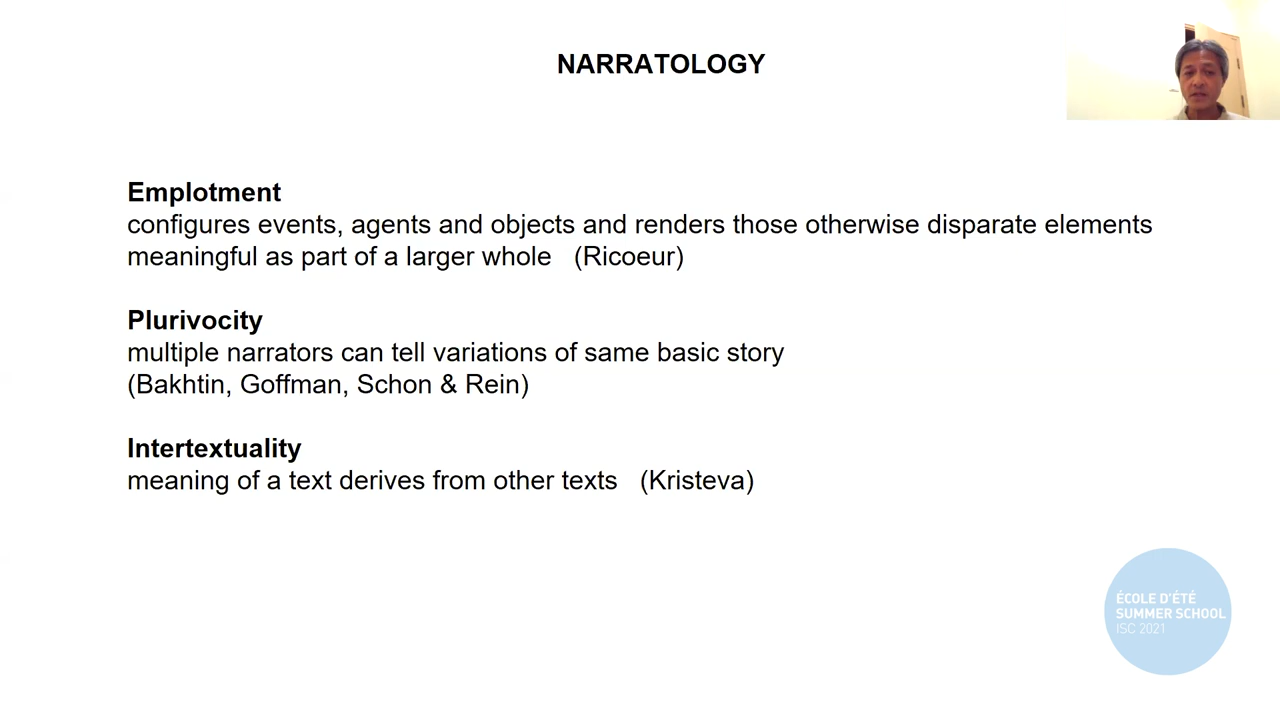 NARRATOLOGY
Emplotment
configures events, agents and objects and renders those otherwise disparate elements
meaningful as part of a larger whole (Ricoeur)
Plurivocity
multiple narrators can tell variations of same basic story
(Bakhtin, Goffman, Schon & Rein)
Intertextuality
meaning of a text derives from other texts (Kristeva)
ÉCOLE D'ÉTÉ
SUMMER SCHOOL
ISC 2021